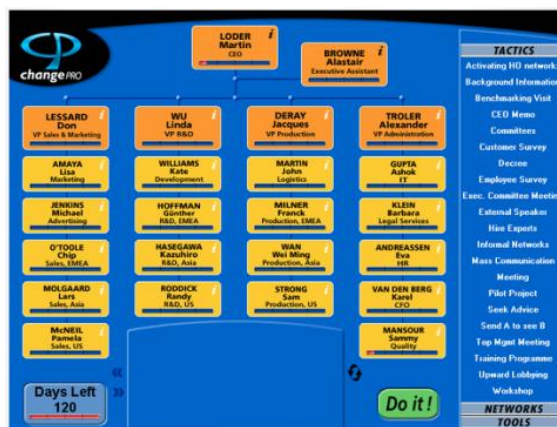 changePRO
LODER
Martin
CEO
BROWNE
Alastair
Executive Assistant
LESSARD
Don
VP Sales & Marketing
WU
Linda
VP R&D
DERAY
Jacques
VP Production
TROLER
Alexander
VP Administration
AMAYA
Lisa
Marketing
WILLIAMS
Kate
Development
MARTIN
John
Logistics
GUPTA
Ashok
IT
JENKINS
Michael
Advertising
HOFFMAN
Günther
R&D, EMEA
MILNER
Franck
Production, EMEA
KLEIN
Barbara
Legal Services
O'TOOLE
Chip
Sales, EMEA
HASEGAWA
Kazuhiro
R&D, Asia
WAN
Wei Ming
Production, Asia
ANDREASSEN
Eva
HR
MOLGAARD
Lars
Sales, Asia
RODDICK
Randy
R&D, US
STRONG
Sam
Production, US
VAN DEN BERG
Karel
CFO
McNEIL
Pamela
Sales, US
MANSOUR
Sammy
Quality
Days Left
120
Do it!
TACTICS
Activating HO network
Background Information
Benchmarking Visit
CEO Memo
Committees
Customer Survey
Decree
Employee Survey
Exec. Committee Meetin
External Speaker
Hire Experts
Informal Networks
Mass Communication
Meeting
Pilot Project
Seek Advice
Send A to see B
Top Mgmt Meeting
Training Programme
Upward Lobbying
Workshop
NETWORKS
TOOLS